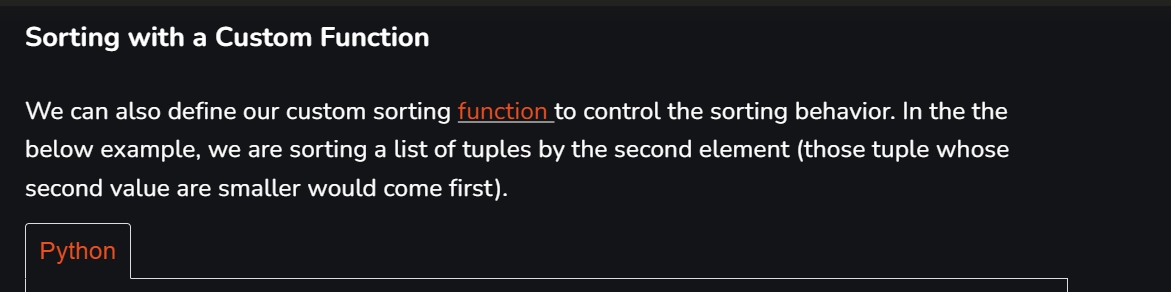 Sorting with a Custom Function
We can also define our custom sorting function to control the sorting behavior. In the the
below example, we are sorting a list of tuples by the second element (those tuple whose
second value are smaller would come first).
Python